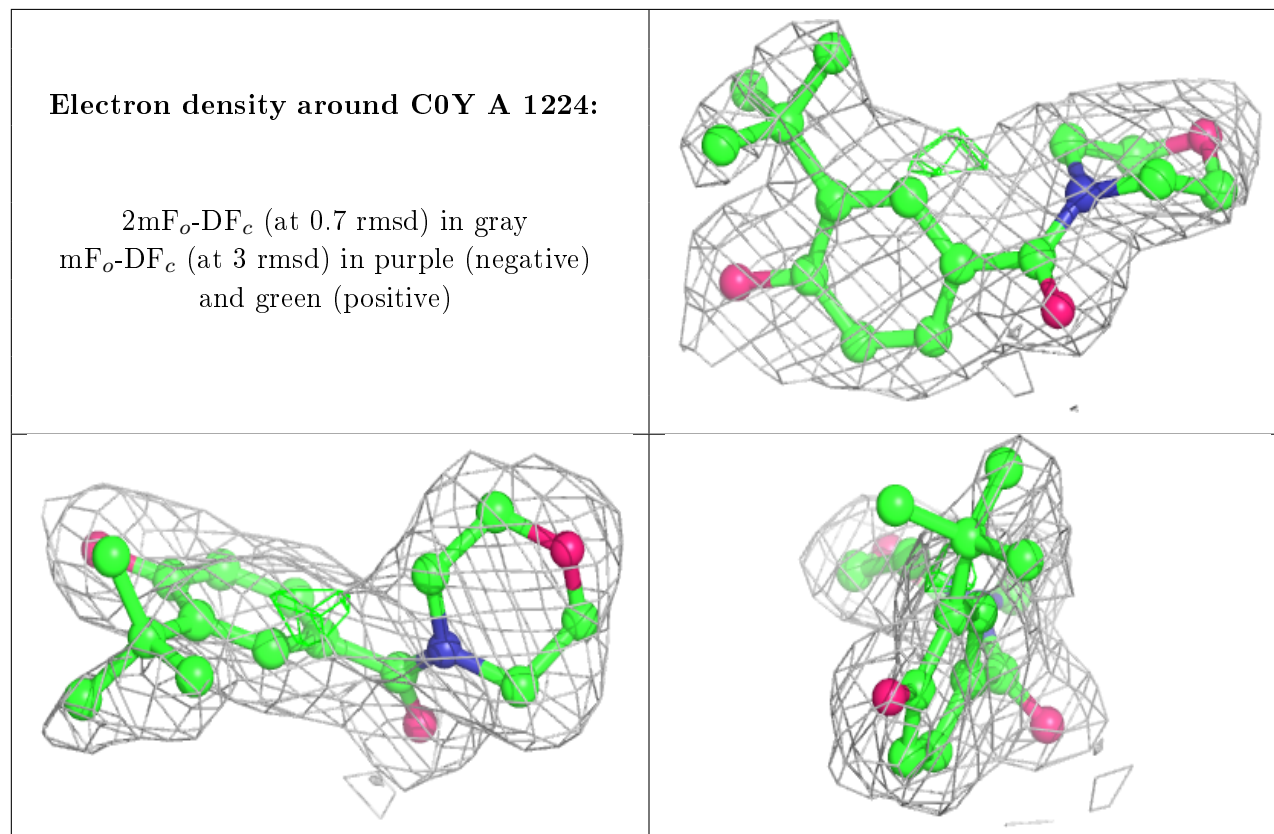 Electron density around C0Y A 1224:
2mFₒ-DF𝒸 (at 0.7 rmsd) in gray
mFₒ-DF𝒸 (at 3 rmsd) in purple (negative)
and green (positive)